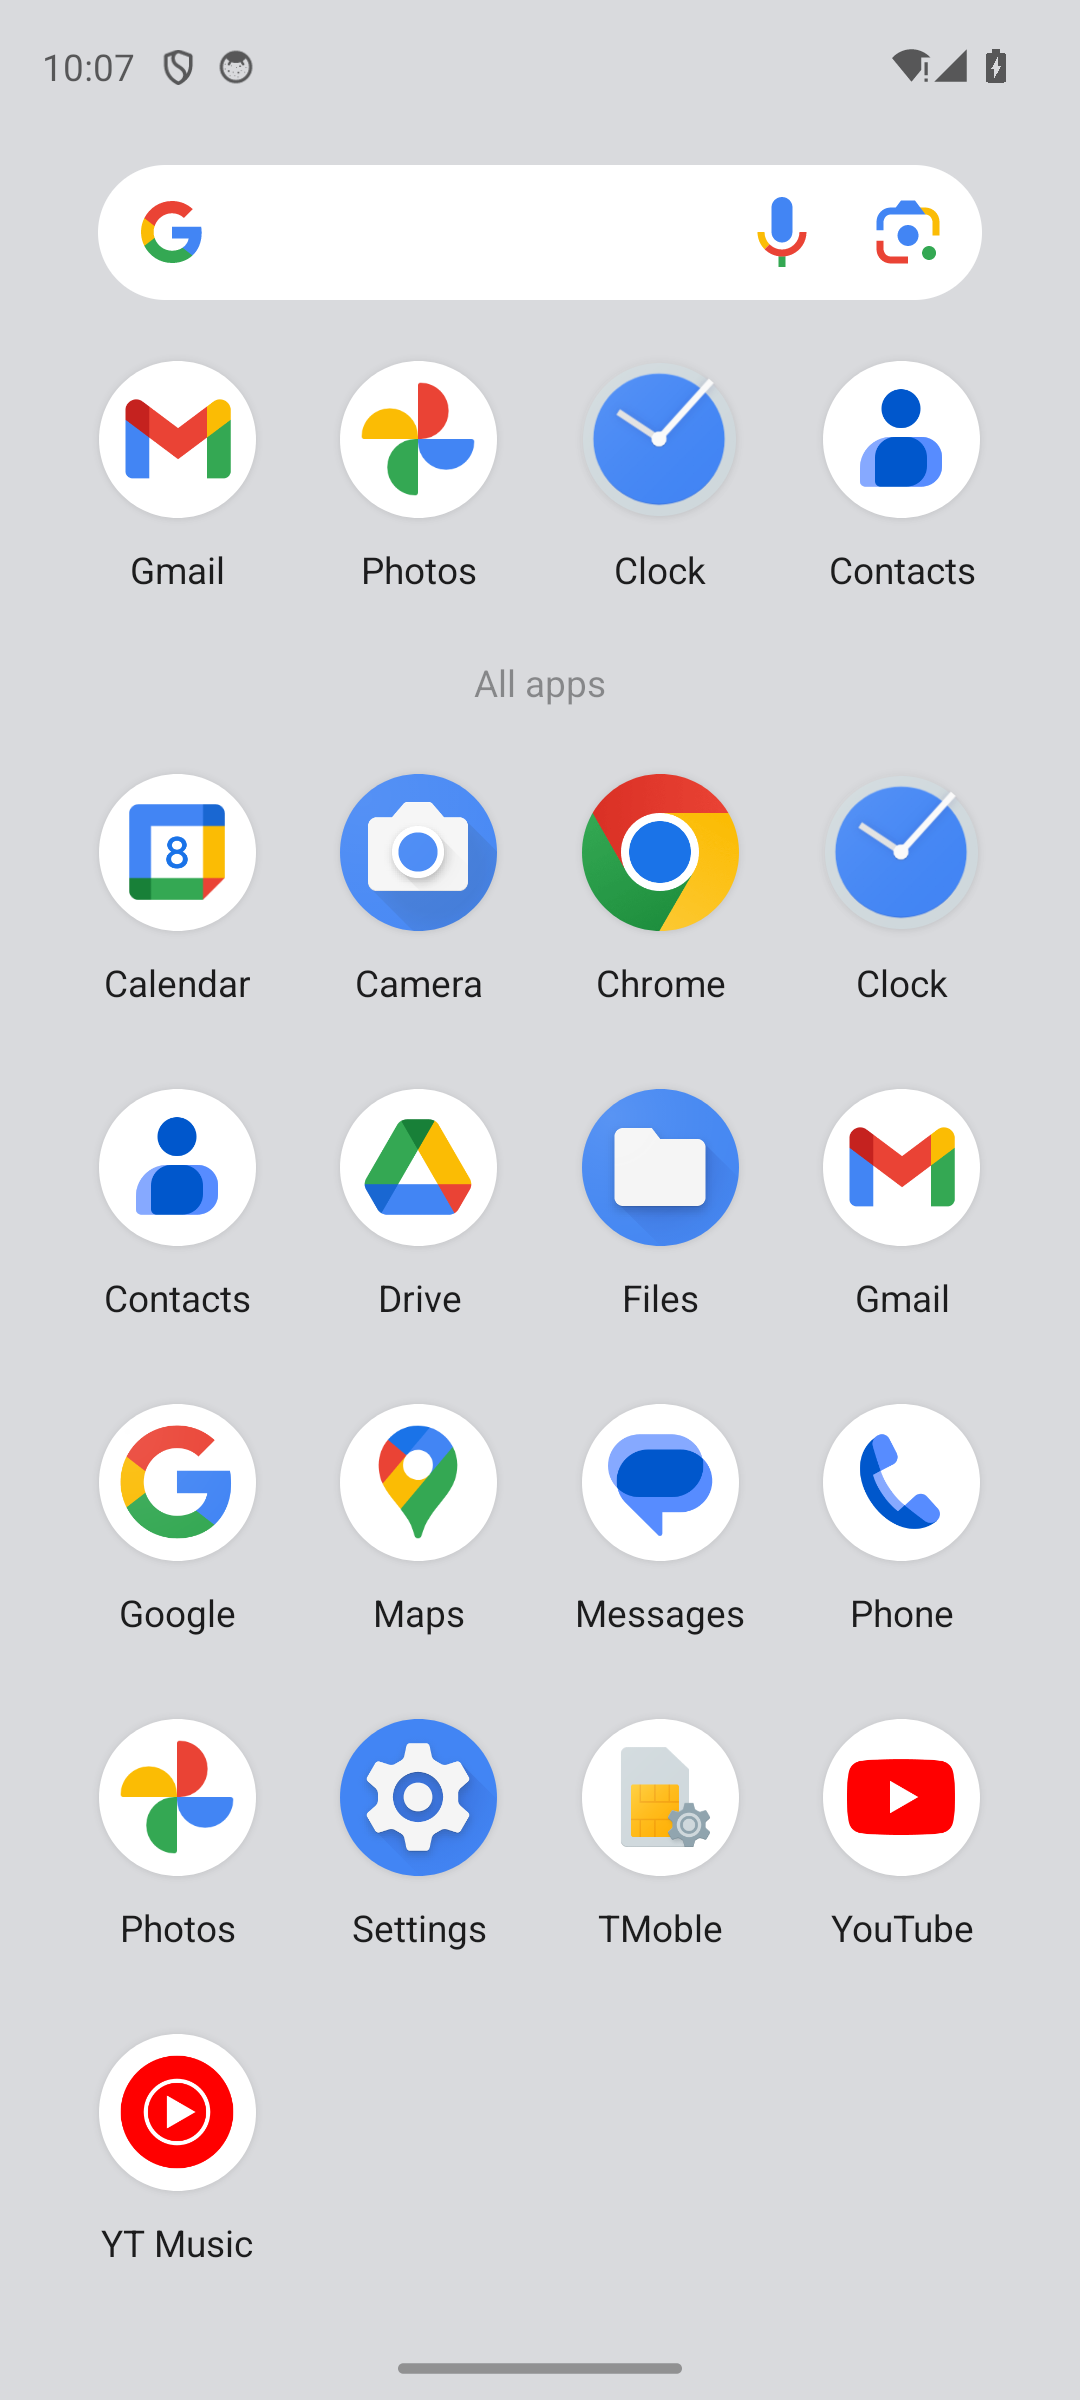 10:07
Gmail Photos Clock Contacts
All apps
8
Calendar Camera Chrome Clock
Contacts Drive Files Gmail
Google Maps Messages Phone
Photos Settings TMoble YouTube
YT Music